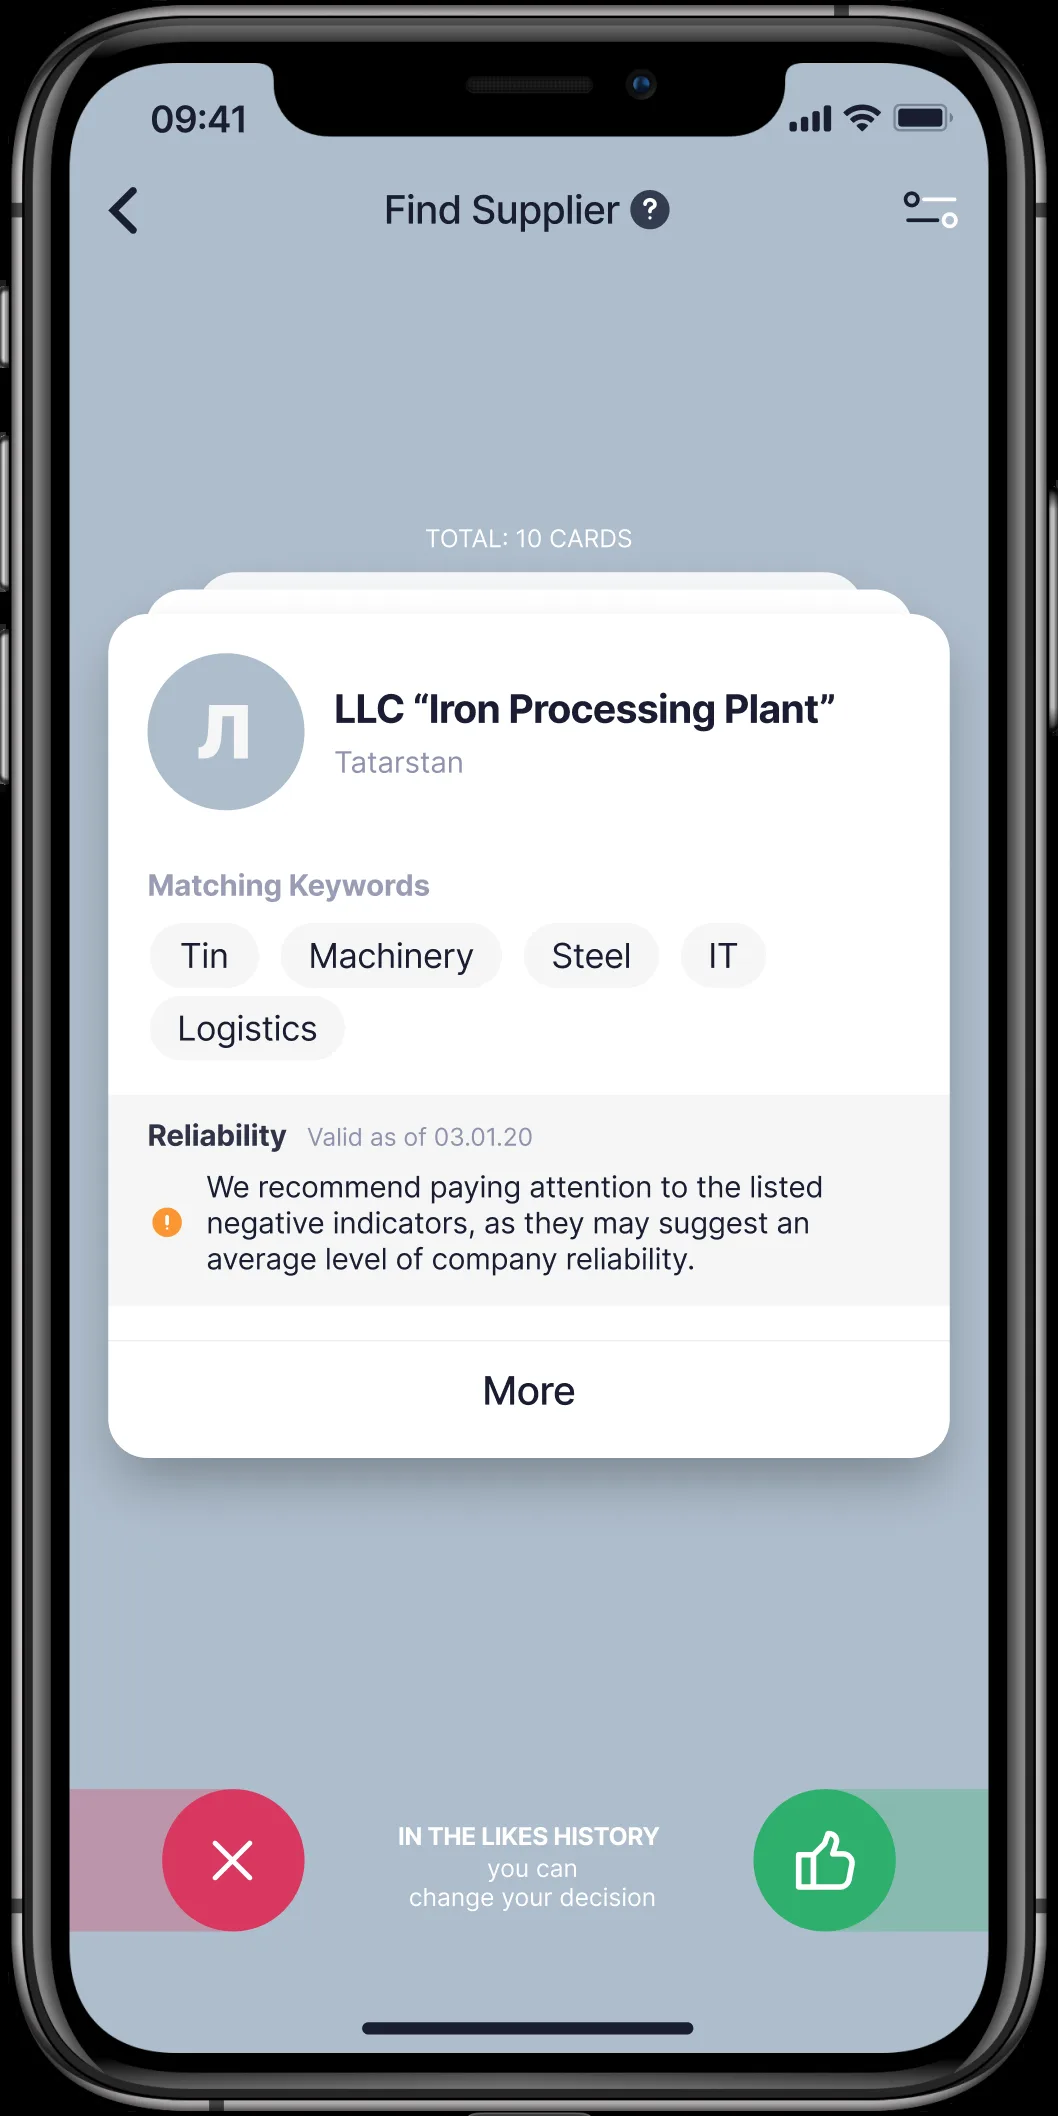 09:41
Find Supplier ?
TOTAL: 10 CARDS
Л
LLC “Iron Processing Plant”
Tatarstan
Matching Keywords
Tin Machinery Steel IT
Logistics
Reliability Valid as of 03.01.20
We recommend paying attention to the listed
negative indicators, as they may suggest an
average level of company reliability.
More
IN THE LIKES HISTORY
you can
change your decision